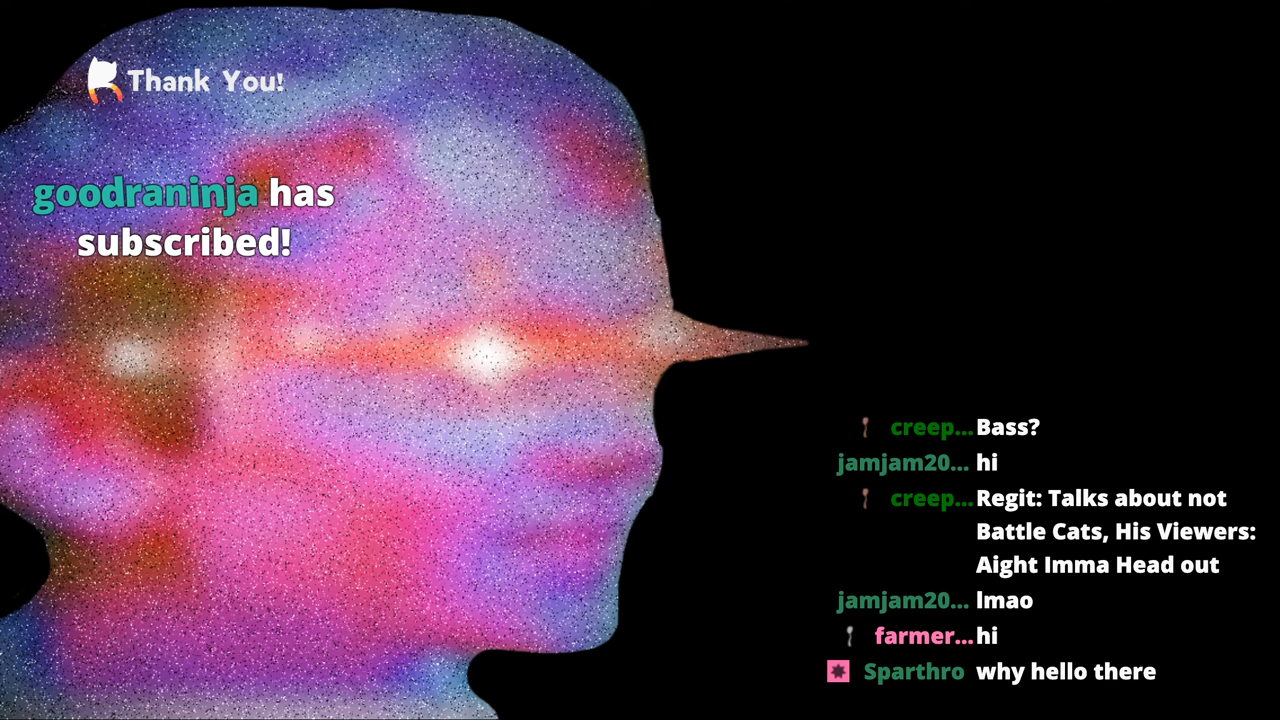 Thank You!
goodraninja has
subscribed!
creep... Bass?
jamjam20... hi
creep... Regit: Talks about not
Battle Cats, His Viewers:
Aight Imma Head out
jamjam20... lmao
farmer... hi
Sparthro why hello there